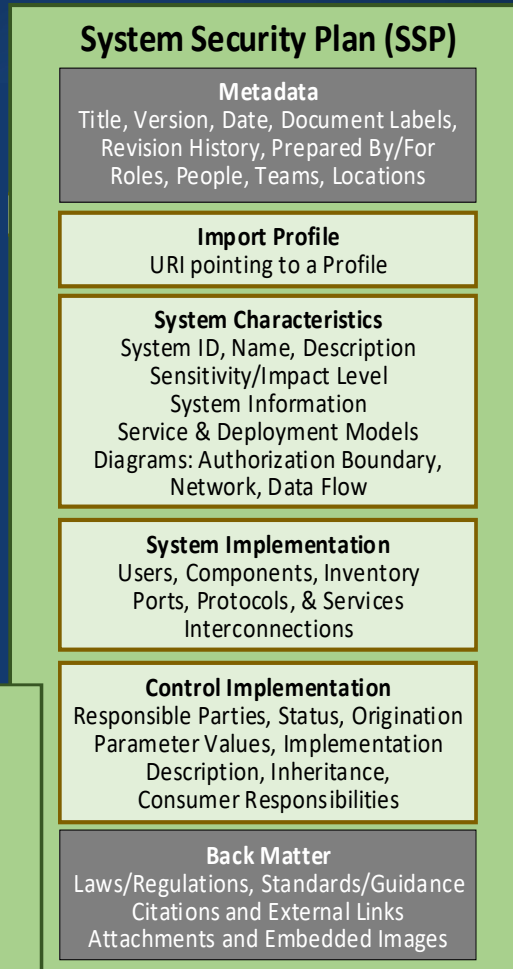 System Security Plan (SSP)
Metadata
Title, Version, Date, Document Labels,
Revision History, Prepared By/For
Roles, People, Teams, Locations
Import Profile
URI pointing to a Profile
System Characteristics
System ID, Name, Description
Sensitivity/Impact Level
System Information
Service & Deployment Models
Diagrams: Authorization Boundary,
Network, Data Flow
System Implementation
Users, Components, Inventory
Ports, Protocols, & Services
Interconnections
Control Implementation
Responsible Parties, Status, Origination
Parameter Values, Implementation
Description, Inheritance,
Consumer Responsibilities
Back Matter
Laws/Regulations, Standards/Guidance
Citations and External Links
Attachments and Embedded Images